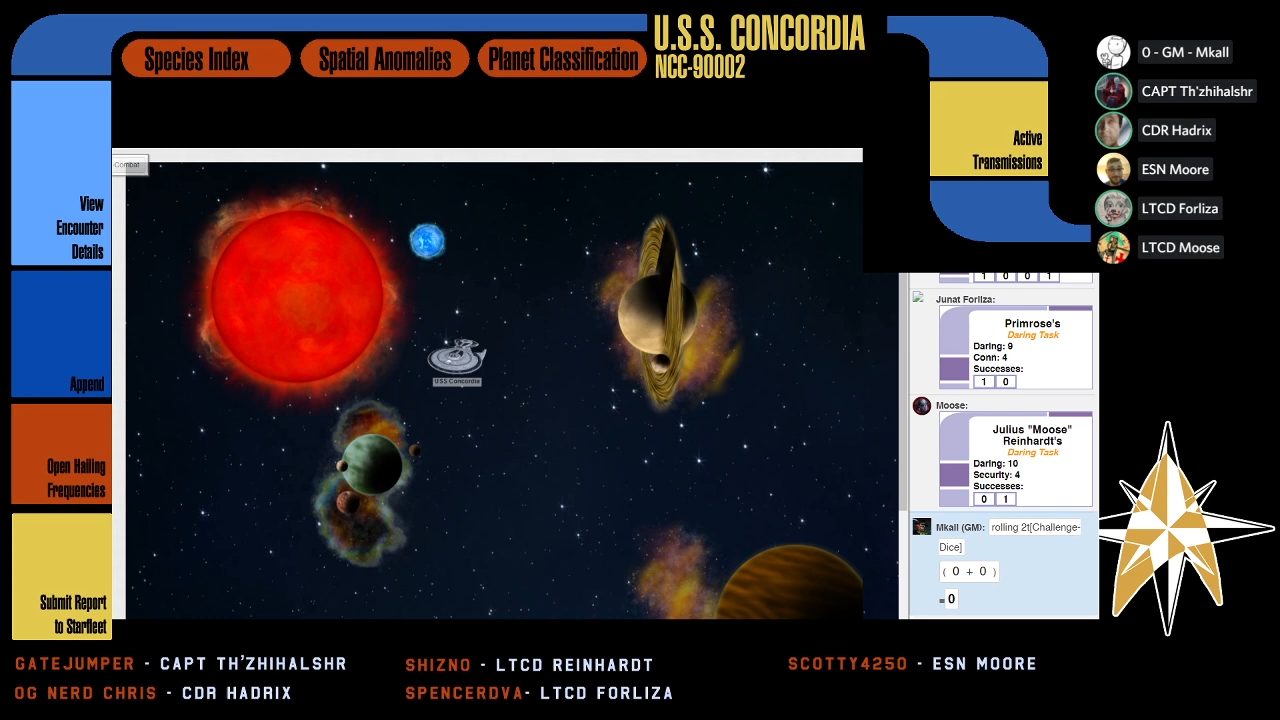 U.S.S. CONCORDIA
NCC-90002
Species Index
Spatial Anomalies
Planet Classification
0 - GM - Mkall
CAPT Th'zhihalshr
CDR Hadrix
ESN Moore
LTCD Forliza
LTCD Moose
Active
Transmissions
View
Encounter
Details
Append
Open Hailing
Frequencies
Submit Report
to Starfleet
Combat
USS Concordia
1 0 0 1
Junat Forliza:
Primrose's
Daring Task
Daring: 9
Conn: 4
Successes:
1 0
Moose:
Julius "Moose"
Reinhardt's
Daring Task
Daring: 10
Security: 4
Successes:
0 1
Mkall (GM): rolling 2t[Challenge-
Dice]
( 0 + 0 )
=0
GATEJUMPER - CAPT TH'ZHIHALSHR
SHIZNO - LTCD REINHARDT
SCOTTY4250 - ESN MOORE
OG NERD CHRIS - CDR HADRIX
SPENCERDVA- LTCD FORLIZA